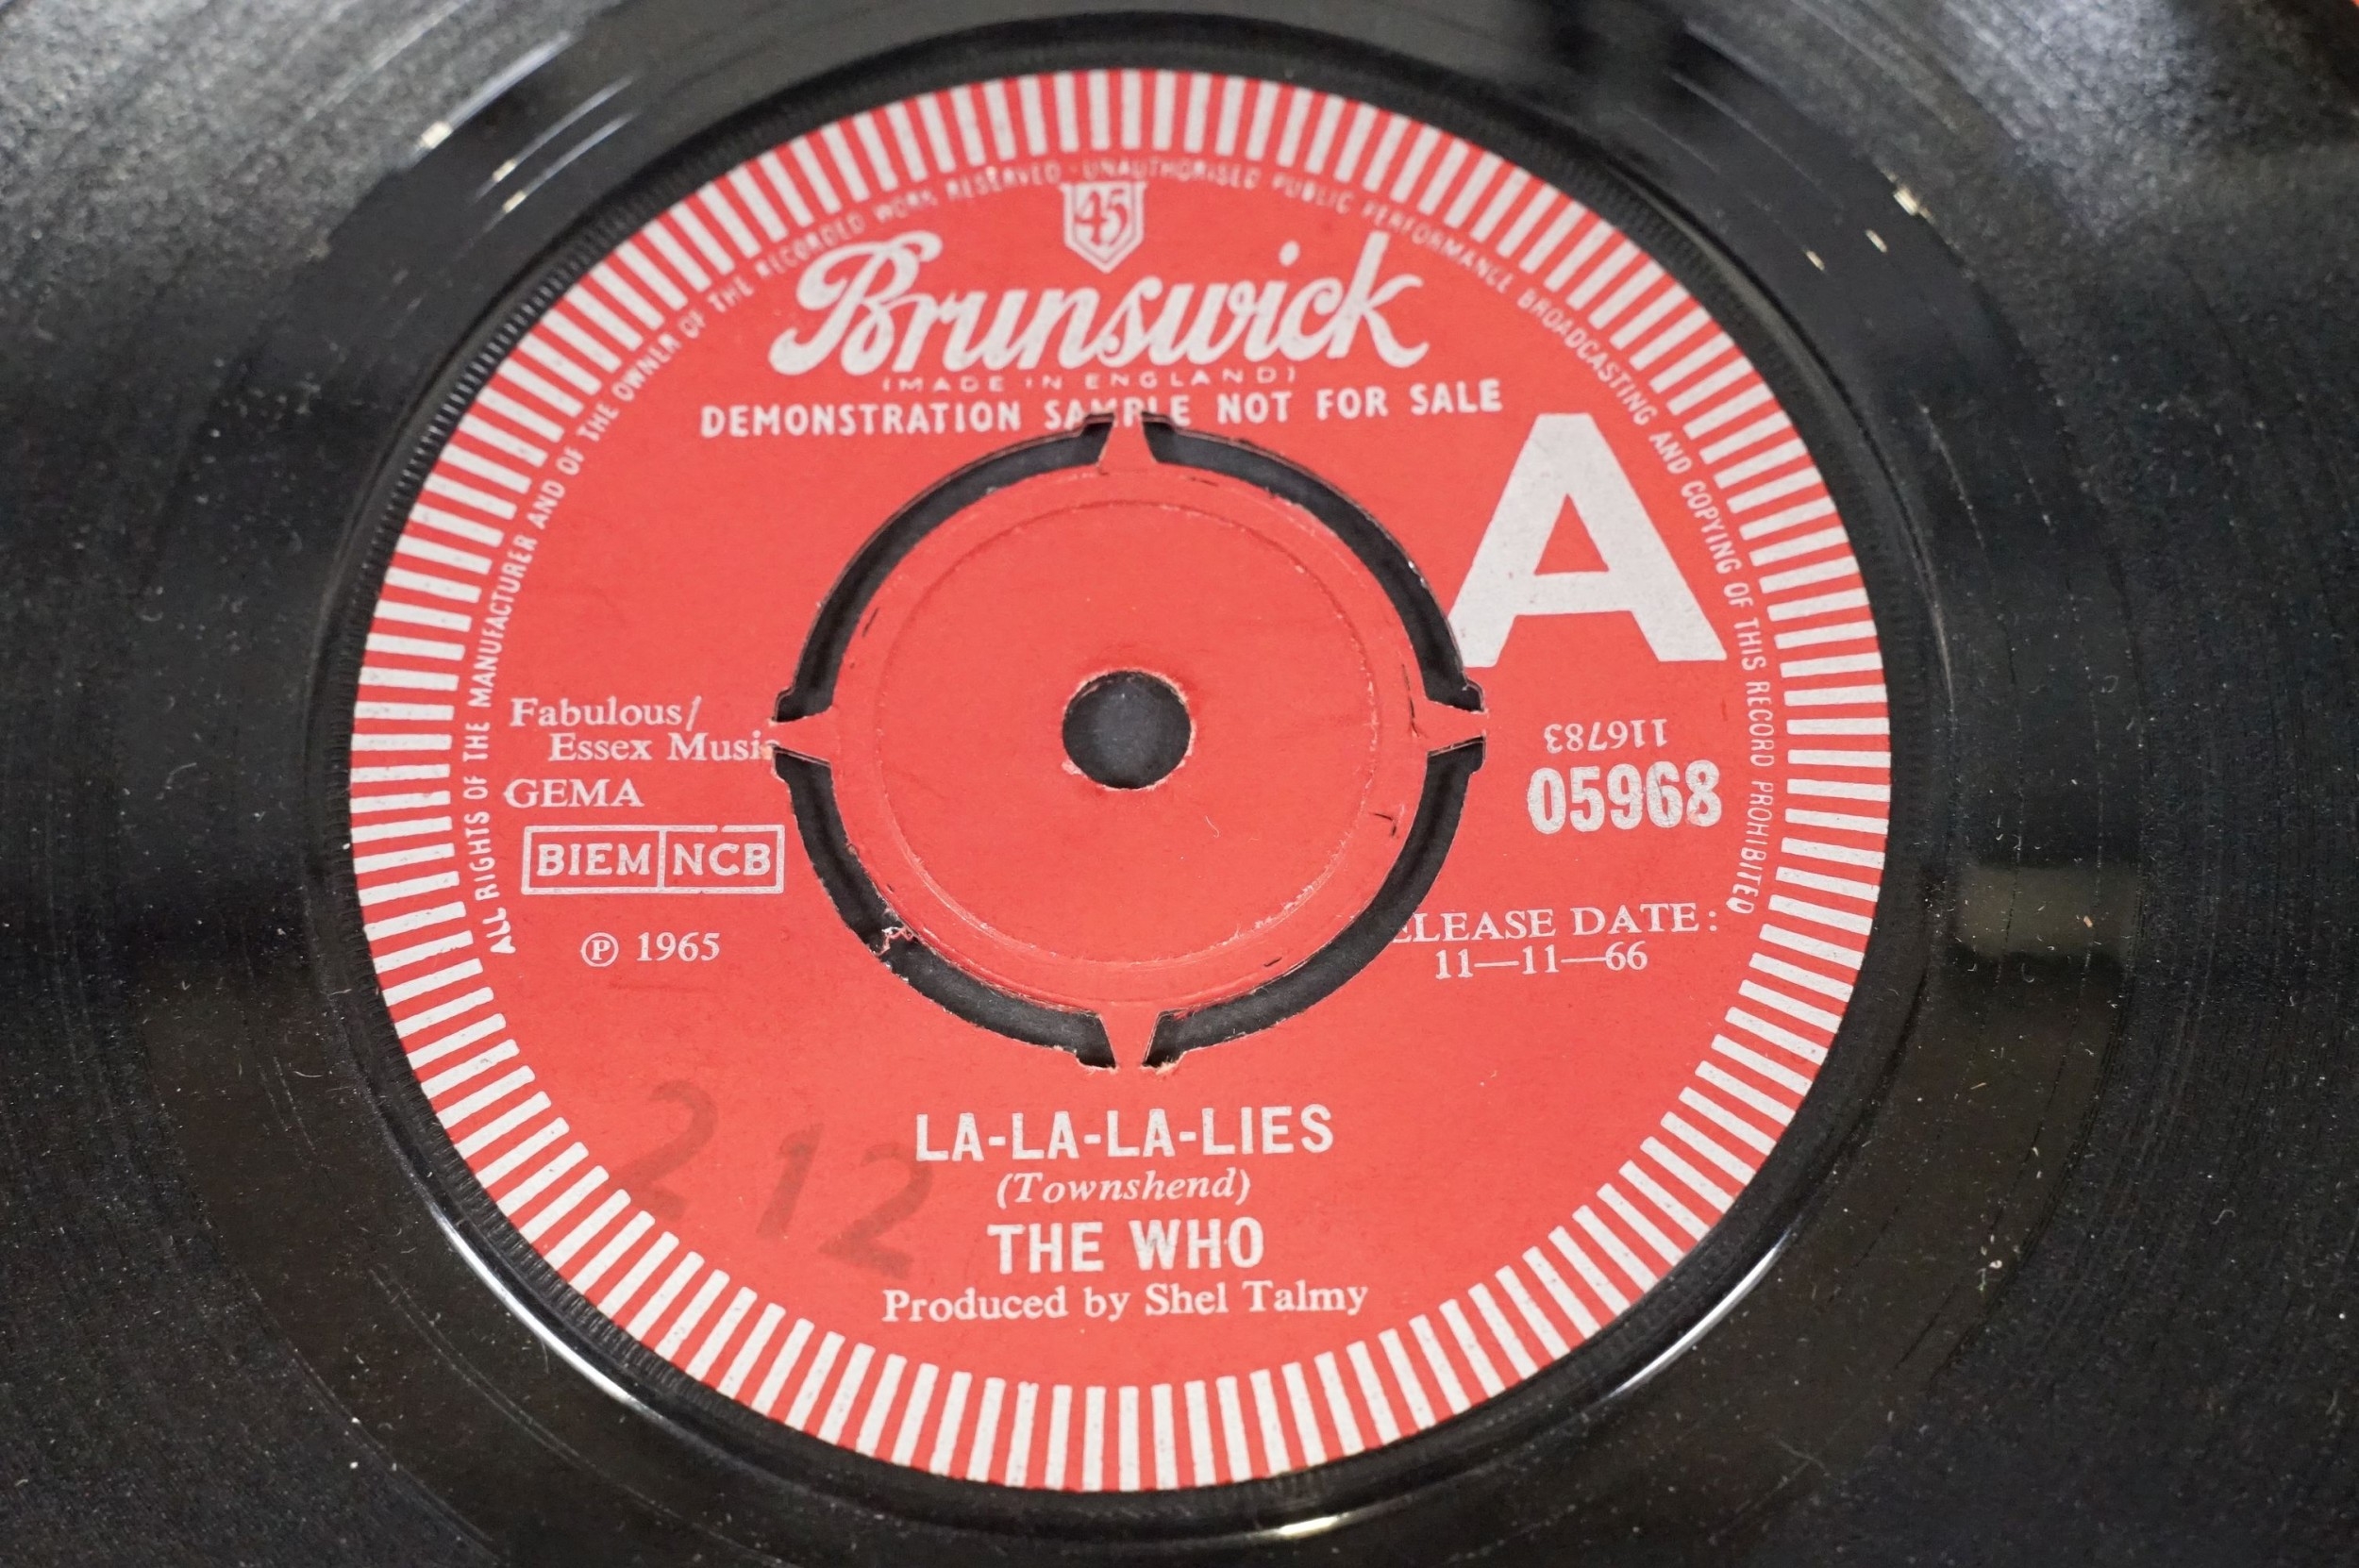 ALL RIGHTS OF THE MANUFACTURER AND OF THE OWNER OF THE RECORDED WORK RESERVED · UNAUTHORISED PUBLIC PERFORMANCE BROADCASTING AND COPYING OF THIS RECORD PROHIBITED
45
Brunswick
(MADE IN ENGLAND)
DEMONSTRATION SAMPLE NOT FOR SALE
A
Fabulous/
Essex Musi
GEMA
BIEM NCB
℗ 1965
116783
05968
ELEASE DATE:
11—11—66
212
LA-LA-LA-LIES
(Townshend)
THE WHO
Produced by Shel Talmy